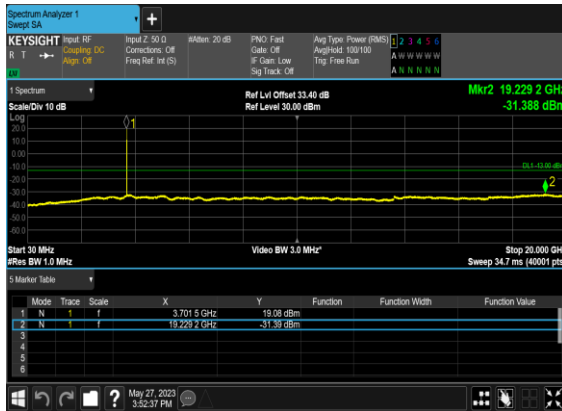 Spectrum Analyzer 1
Swept SA
KEYSIGHT Input: RF Input Z: 50 Ω #Atten: 20 dB PNO: Fast Avg Type: Power (RMS) 1 2 3 4 5 6
R T Coupling: DC Corrections: Off Gate: Off Avg|Hold: 100/100 A W W W W W
Align: Off Freq Ref: Int (S) IF Gain: Low Trig: Free Run
Sig Track: Off A N N N N N
1 Spectrum Ref Lvl Offset 33.40 dB Mkr2 19.229 2 GHz
Scale/Div 10 dB Ref Level 30.00 dBm -31.388 dBm
Log
1
20.0
10.0
0.00
-10.0 DL1 -13.00 dBm
-20.0 2
-30.0
-40.0
-50.0
-60.0
Start 30 MHz Video BW 3.0 MHz* Stop 20.000 GHz
#Res BW 1.0 MHz Sweep 34.7 ms (40001 pts)
5 Marker Table
Mode Trace Scale X Y Function Function Width Function Value
1 N 1 f 3.701 5 GHz 19.08 dBm
2 N 1 f 19.229 2 GHz -31.39 dBm
3
4
5
6
? May 27, 2023
3:52:37 PM